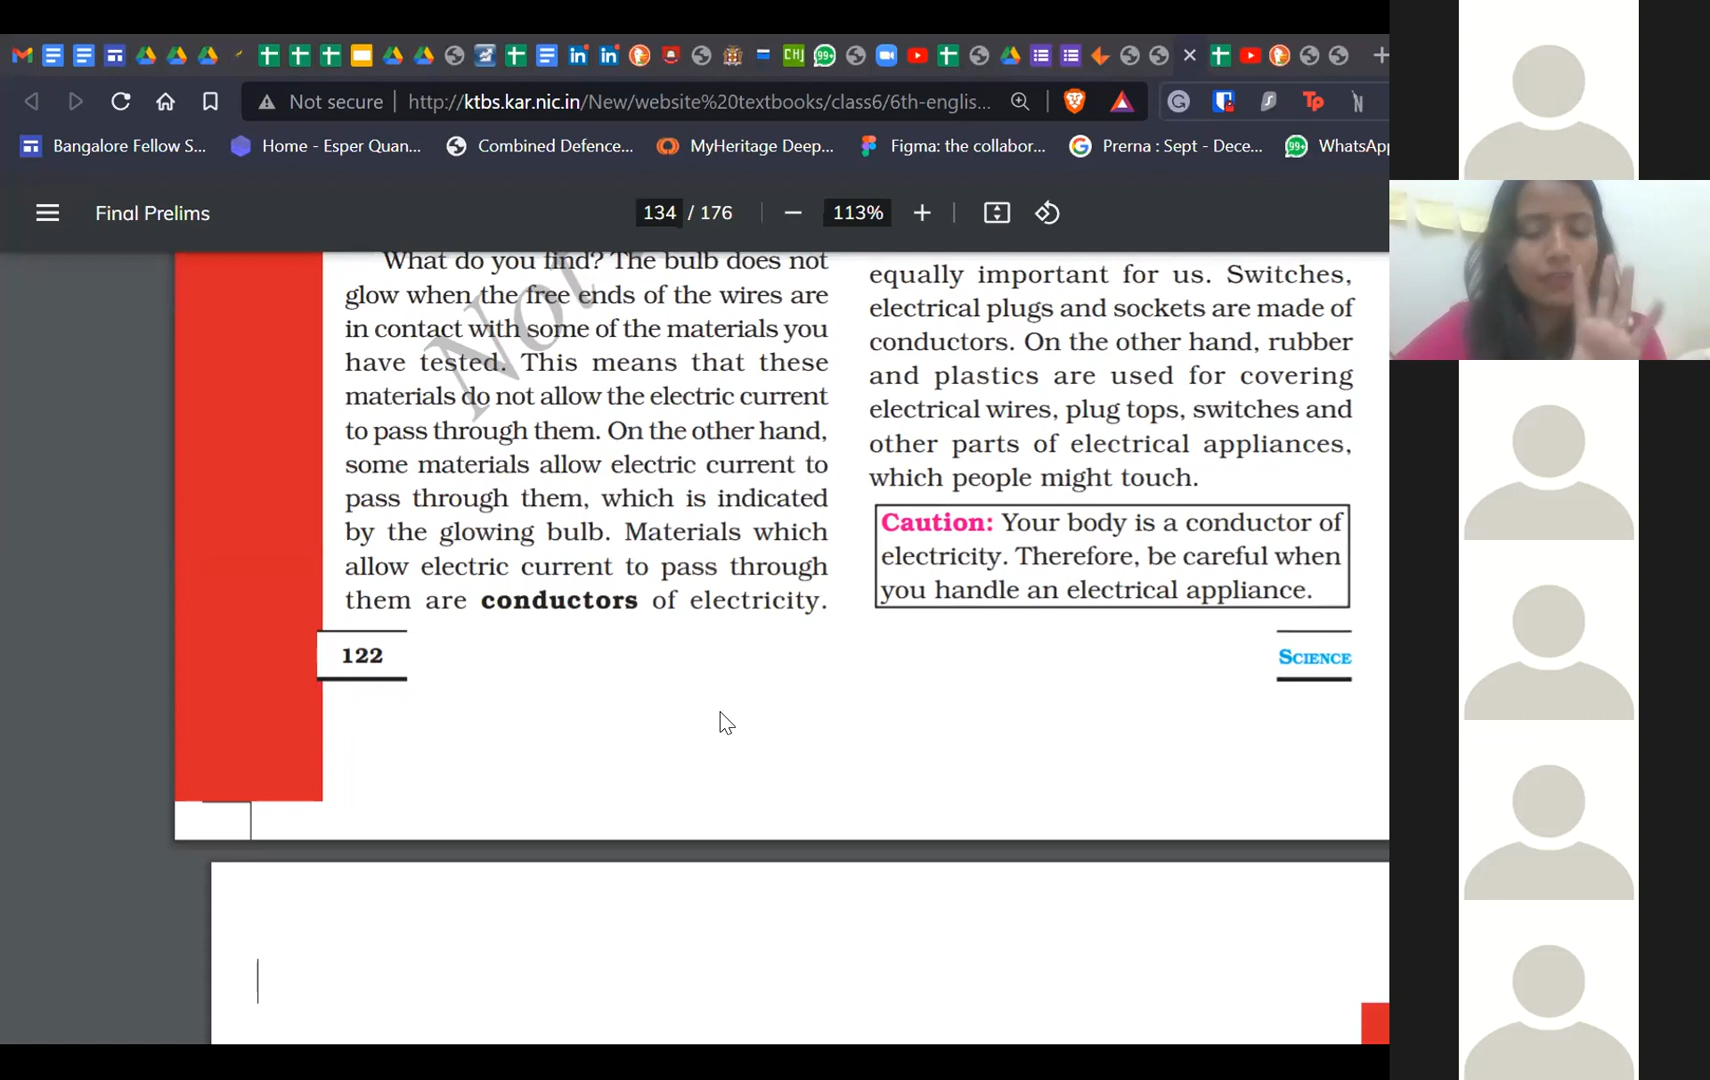 CHJ
99+
Not secure
http://ktbs.kar.nic.in/New/website%20textbooks/class6/6th-englis...
Tp
Bangalore Fellow S...
Home - Esper Quan...
Combined Defence...
MyHeritage Deep...
Figma: the collabor...
Prerna : Sept - Dece...
99+
WhatsApp
Final Prelims
134 / 176
113%
What do you find? The bulb does not
glow when the free ends of the wires are
in contact with some of the materials you
have tested. This means that these
materials do not allow the electric current
to pass through them. On the other hand,
some materials allow electric current to
pass through them, which is indicated
by the glowing bulb. Materials which
allow electric current to pass through
them are conductors of electricity.
Not
equally important for us. Switches,
electrical plugs and sockets are made of
conductors. On the other hand, rubber
and plastics are used for covering
electrical wires, plug tops, switches and
other parts of electrical appliances,
which people might touch.
Caution: Your body is a conductor of
electricity. Therefore, be careful when
you handle an electrical appliance.
122
SCIENCE